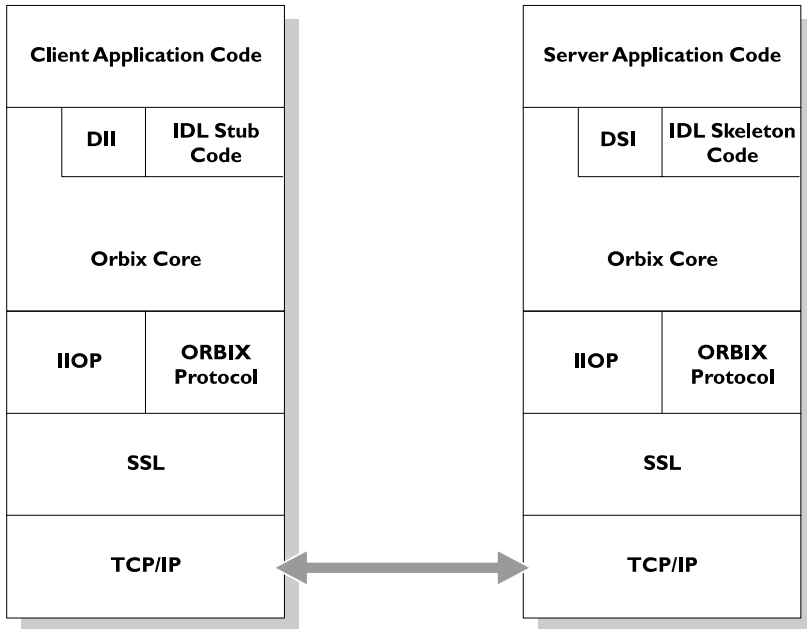 Client Application Code
DII
IDL Stub
Code
Orbix Core
IIOP
ORBIX
Protocol
SSL
TCP/IP
Server Application Code
DSI
IDL Skeleton
Code
Orbix Core
IIOP
ORBIX
Protocol
SSL
TCP/IP